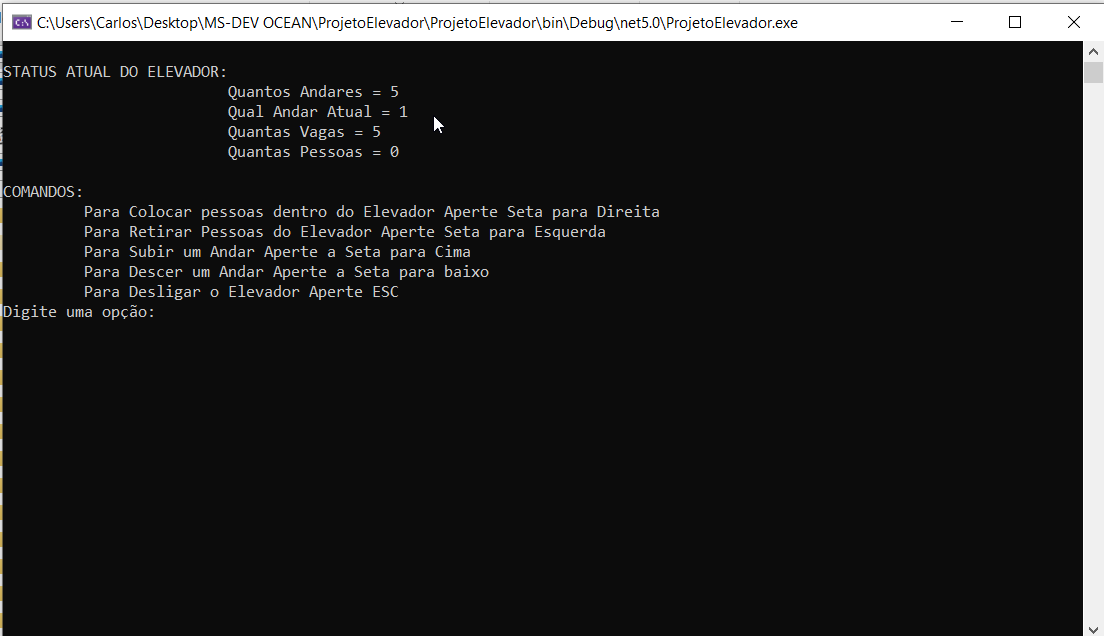 C:\Users\Carlos\Desktop\MS-DEV OCEAN\ProjetoElevador\ProjetoElevador\bin\Debug\net5.0\ProjetoElevador.exe
STATUS ATUAL DO ELEVADOR:
Quantos Andares = 5
Qual Andar Atual = 1
Quantas Vagas = 5
Quantas Pessoas = 0
COMANDOS:
Para Colocar pessoas dentro do Elevador Aperte Seta para Direita
Para Retirar Pessoas do Elevador Aperte Seta para Esquerda
Para Subir um Andar Aperte a Seta para Cima
Para Descer um Andar Aperte a Seta para baixo
Para Desligar o Elevador Aperte ESC
Digite uma opção: